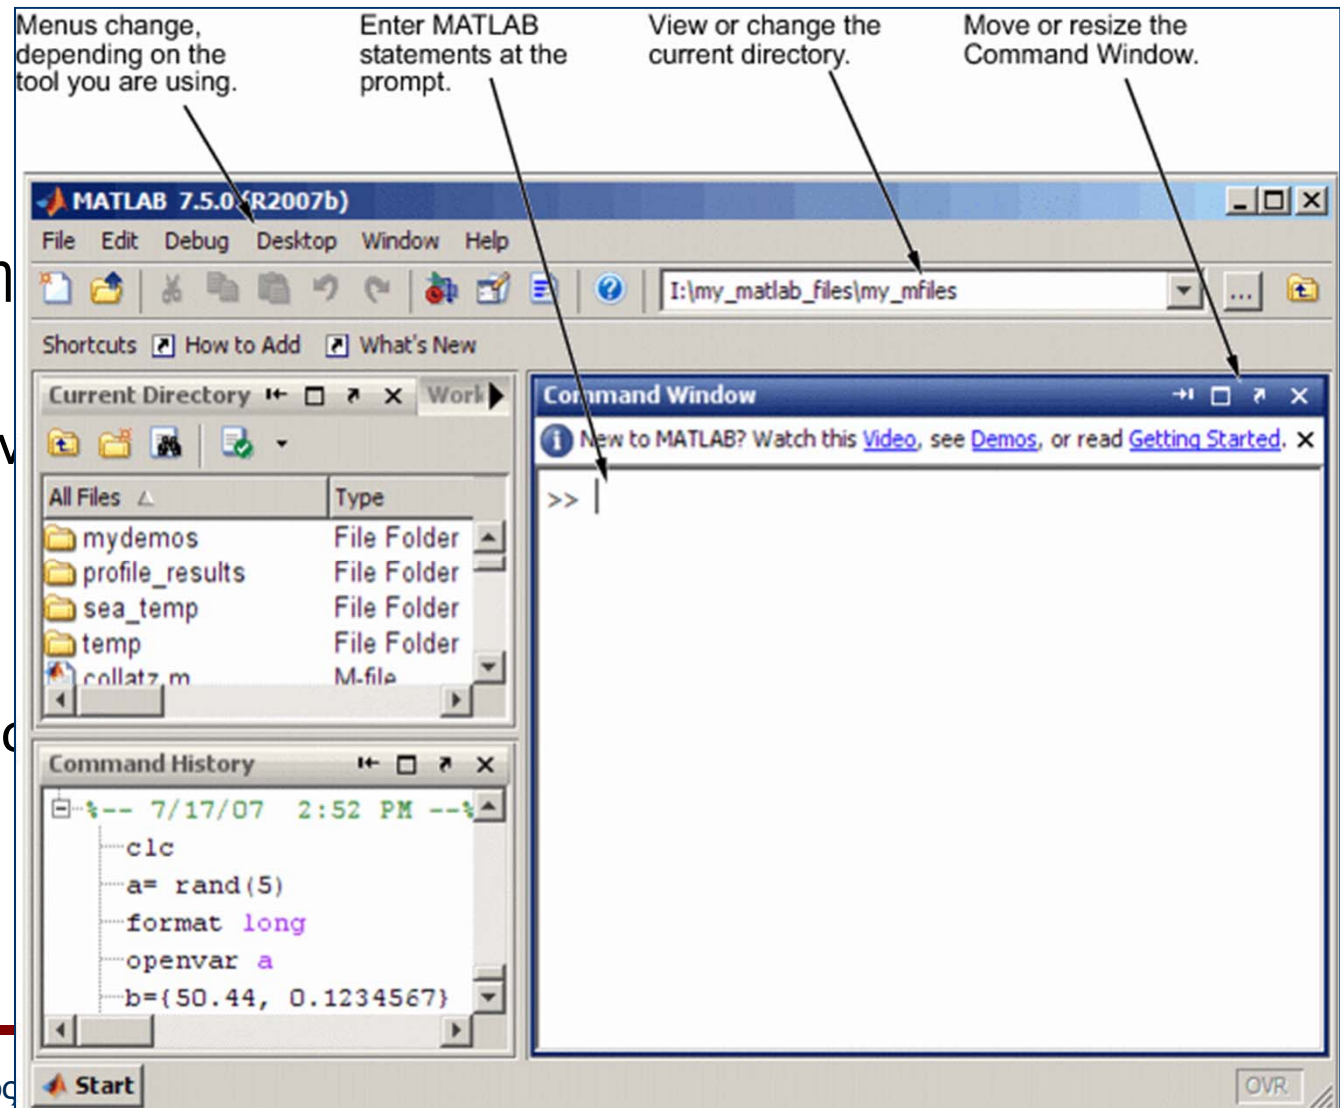 Menus change,
depending on the
tool you are using.
Enter MATLAB
statements at the
prompt.
View or change the
current directory.
Move or resize the
Command Window.
MATLAB 7.5.0 (R2007b)
File Edit Debug Desktop Window Help
I:\my_matlab_files\my_mfiles
...
Shortcuts How to Add What's New
Current Directory
All Files Type
mydemos File Folder
profile_results File Folder
sea_temp File Folder
temp File Folder
collatz.m M-file
Command History
%-- 7/17/07 2:52 PM --%
clc
a= rand(5)
format long
openvar a
b={50.44, 0.1234567}
Command Window
New to MATLAB? Watch this Video, see Demos, or read Getting Started.
>>
Start
OVR